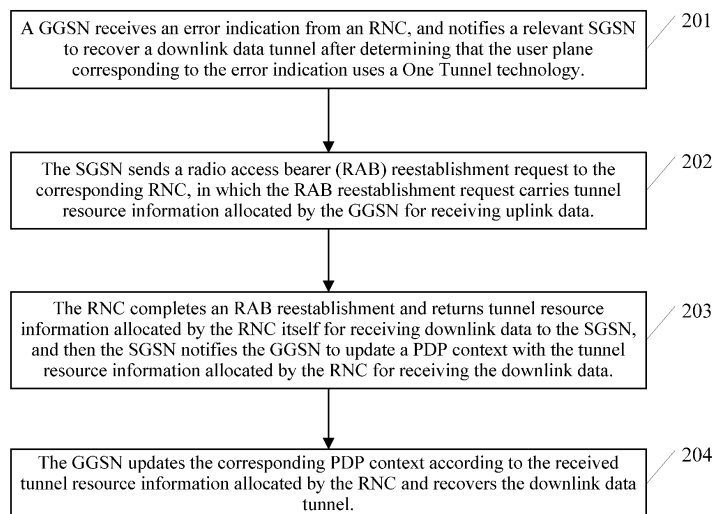 A GGSN receives an error indication from an RNC, and notifies a relevant SGSN
to recover a downlink data tunnel after determining that the user plane
corresponding to the error indication uses a One Tunnel technology.
201
The SGSN sends a radio access bearer (RAB) reestablishment request to the
corresponding RNC, in which the RAB reestablishment request carries tunnel
resource information allocated by the GGSN for receiving uplink data.
202
The RNC completes an RAB reestablishment and returns tunnel resource
information allocated by the RNC itself for receiving downlink data to the SGSN,
and then the SGSN notifies the GGSN to update a PDP context with the tunnel
resource information allocated by the RNC for receiving the downlink data.
203
The GGSN updates the corresponding PDP context according to the received
tunnel resource information allocated by the RNC and recovers the downlink data
tunnel.
204